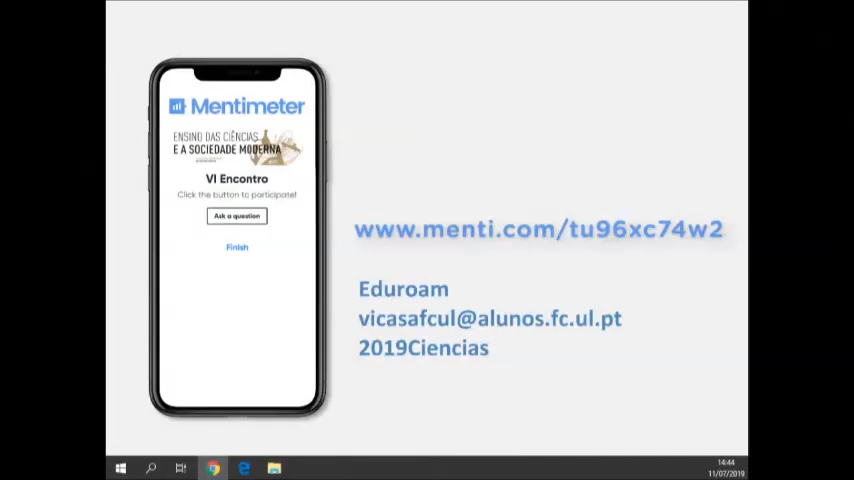 Mentimeter
ENSINO DAS CIÊNCIAS
E A SOCIEDADE MODERNA
VI Encontro
Click the button to participate!
Ask a question
Finish
www.menti.com/tu96xc74w2
Eduroam
vicasafcul@alunos.fc.ul.pt
2019Ciencias
14:44
11/07/2019